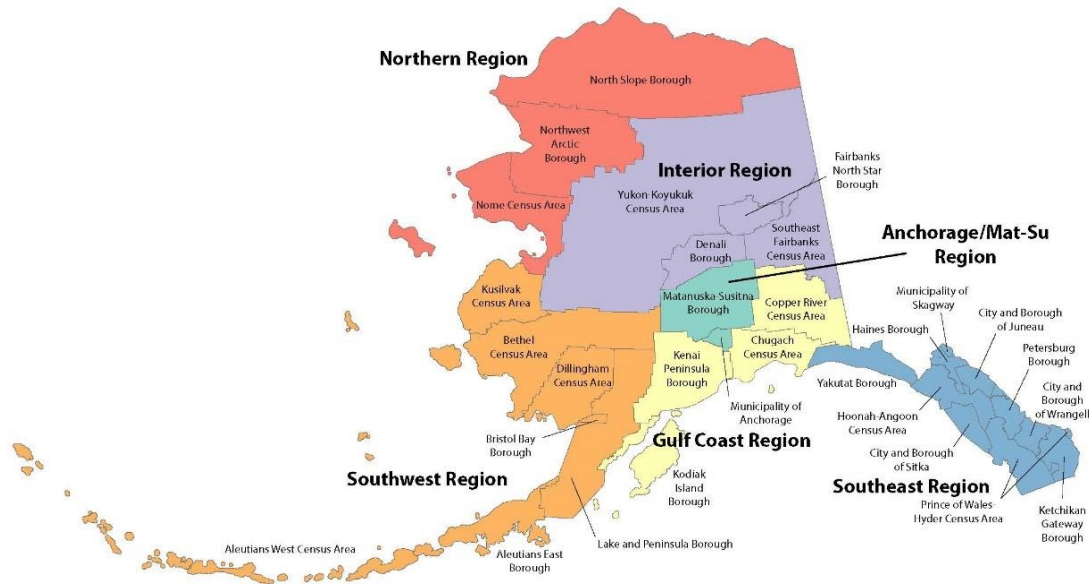 Northern Region
North Slope Borough
Northwest
Arctic
Borough
Nome Census Area
Interior Region
Yukon-Koyukuk
Census Area
Fairbanks
North Star
Borough
Denali
Borough
Southeast
Fairbanks
Census Area
Anchorage/Mat-Su
Region
Matanuska-Susitna
Borough
Municipality of
Anchorage
Kusilvak
Census Area
Bethel
Census Area
Dillingham
Census Area
Bristol Bay
Borough
Southwest Region
Aleutians West Census Area
Aleutians East
Borough
Lake and Peninsula Borough
Copper River
Census Area
Chugach
Census Area
Kenai
Peninsula
Borough
Gulf Coast Region
Kodiak
Island
Borough
Municipality of
Skagway
Haines Borough
City and Borough
of Juneau
Petersburg
Borough
City and
Borough
of Wrangell
Yakutat Borough
Hoonah-Angoon
Census Area
City and Borough
of Sitka
Southeast Region
Prince of Wales-
Hyder Census Area
Ketchikan
Gateway
Borough